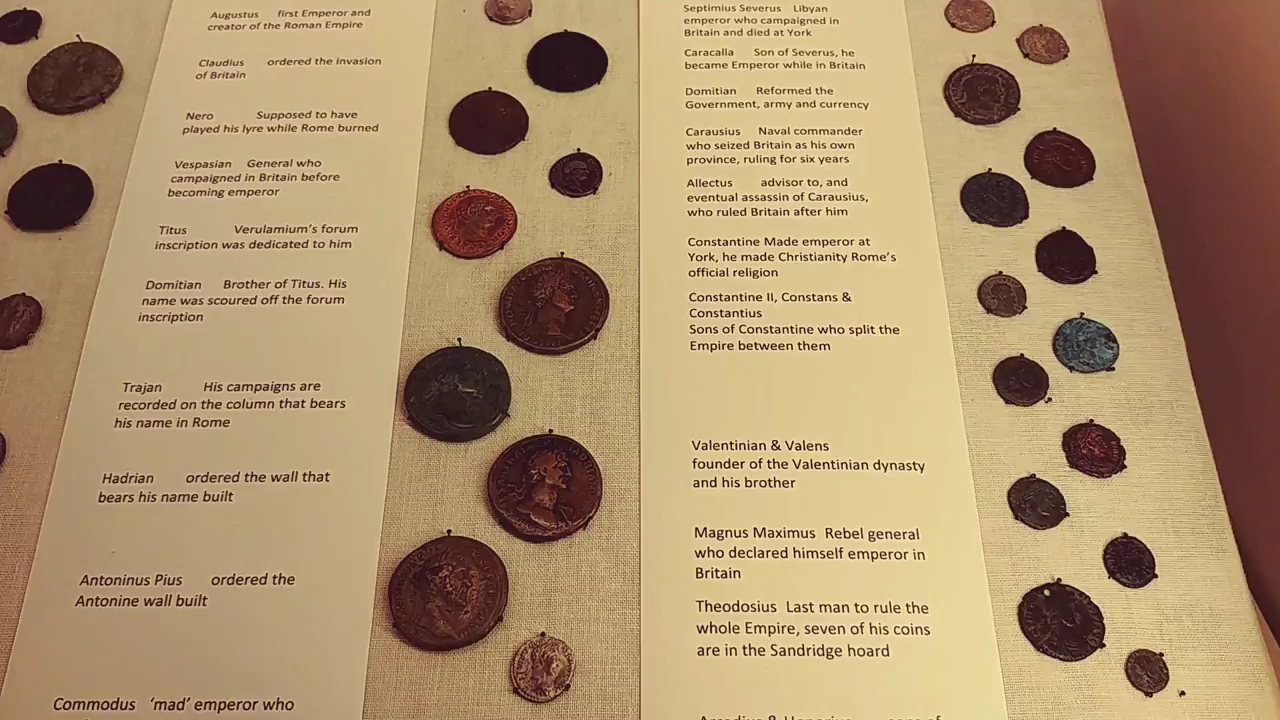 Augustus first Emperor and
creator of the Roman Empire
Claudius ordered the invasion
of Britain
Nero Supposed to have
played his lyre while Rome burned
Vespasian General who
campaigned in Britain before
becoming emperor
Titus Verulamium's forum
inscription was dedicated to him
Domitian Brother of Titus. His
name was scoured off the forum
inscription
Trajan His campaigns are
recorded on the column that bears
his name in Rome
Hadrian ordered the wall that
bears his name built
Antoninus Pius ordered the
Antonine wall built
Commodus 'mad' emperor who
Septimius Severus Libyan
emperor who campaigned in
Britain and died at York
Caracalla Son of Severus, he
became Emperor while in Britain
Domitian Reformed the
Government, army and currency
Carausius Naval commander
who seized Britain as his own
province, ruling for six years
Allectus advisor to, and
eventual assassin of Carausius,
who ruled Britain after him
Constantine Made emperor at
York, he made Christianity Rome's
official religion
Constantine II, Constans &
Constantius
Sons of Constantine who split the
Empire between them
Valentinian & Valens
founder of the Valentinian dynasty
and his brother
Magnus Maximus Rebel general
who declared himself emperor in
Britain
Theodosius Last man to rule the
whole Empire, seven of his coins
are in the Sandridge hoard